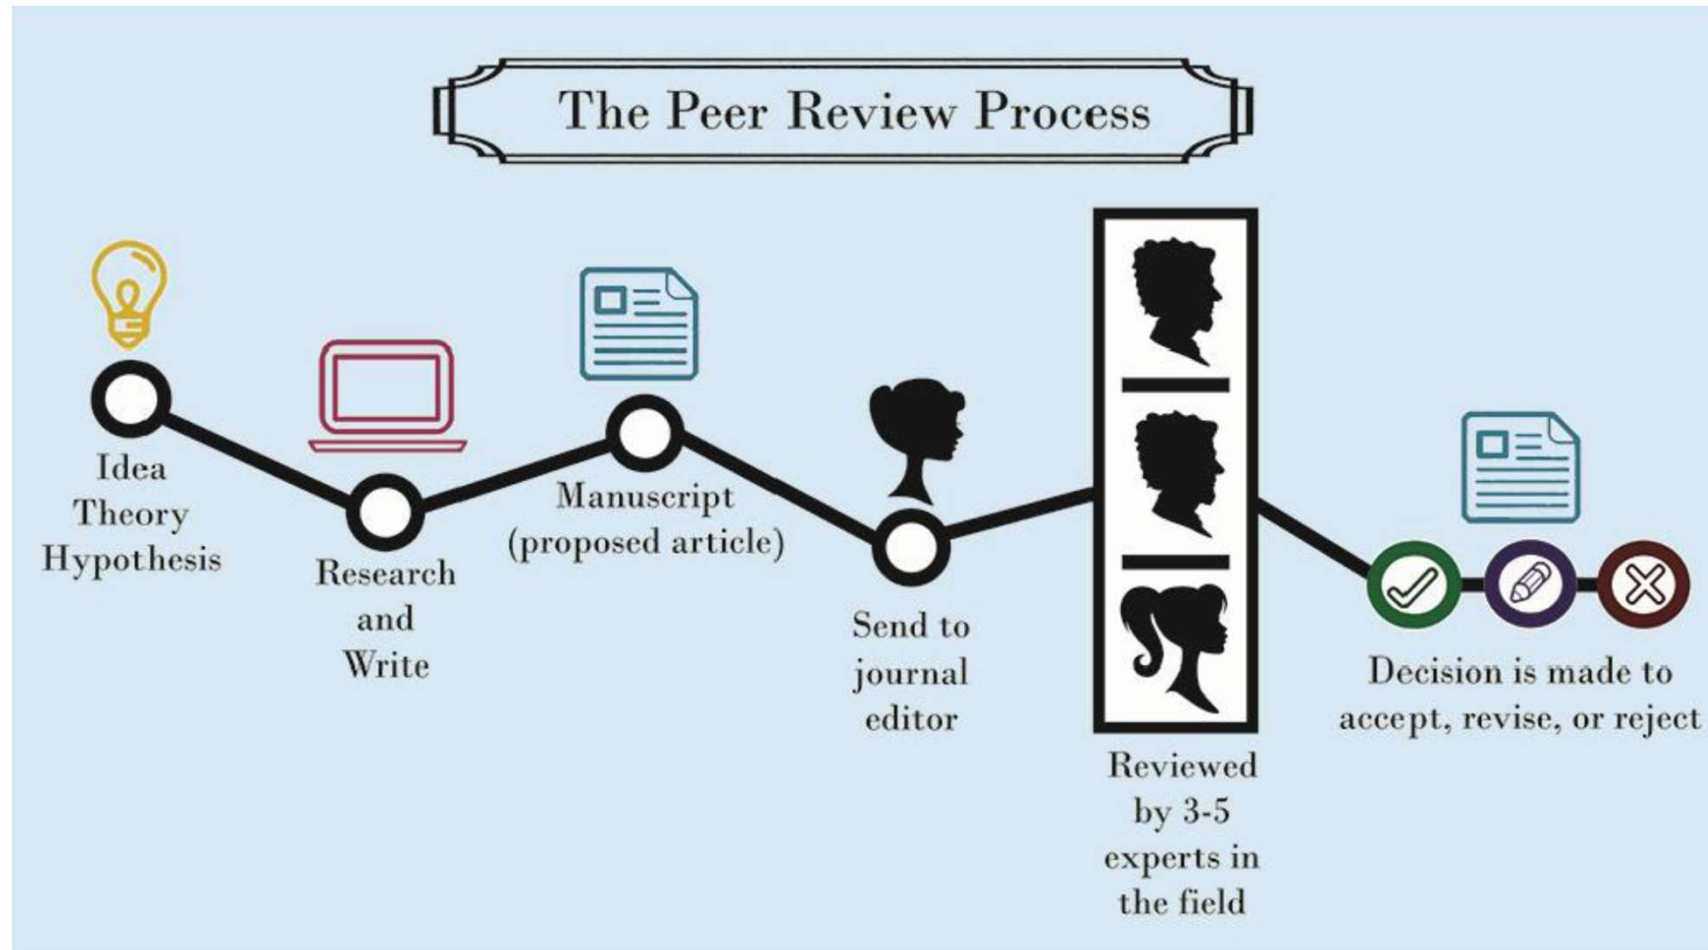 The Peer Review Process
Idea
Theory
Hypothesis
Research
and
Write
Manuscript
(proposed article)
Send to
journal
editor
Reviewed
by 3-5
experts in
the field
Decision is made to
accept, revise, or reject